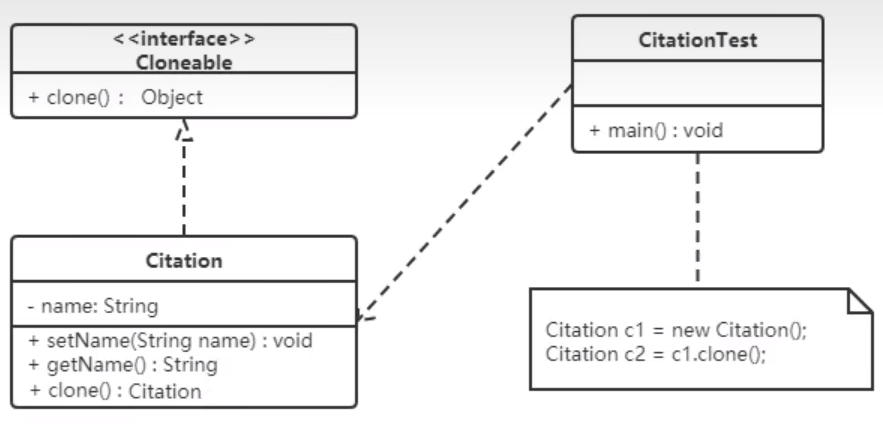 <<interface>>
Cloneable
+ clone() : Object
CitationTest
+ main() : void
Citation
- name: String
+ setName(String name) : void
+ getName() : String
+ clone() : Citation
Citation c1 = new Citation();
Citation c2 = c1.clone();